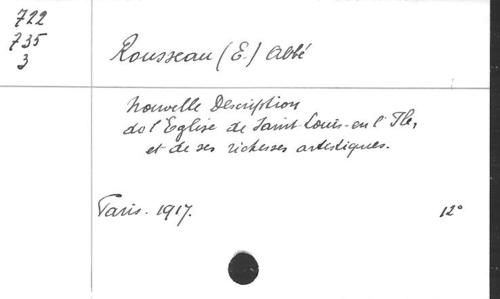 722
735
3
Rousseau (E.) Abbé
Nouvelle Description
de l'Eglise de Saint-Louis-en l'Ile,
et de ses richesses artistiques.
Paris. 1917.
12°